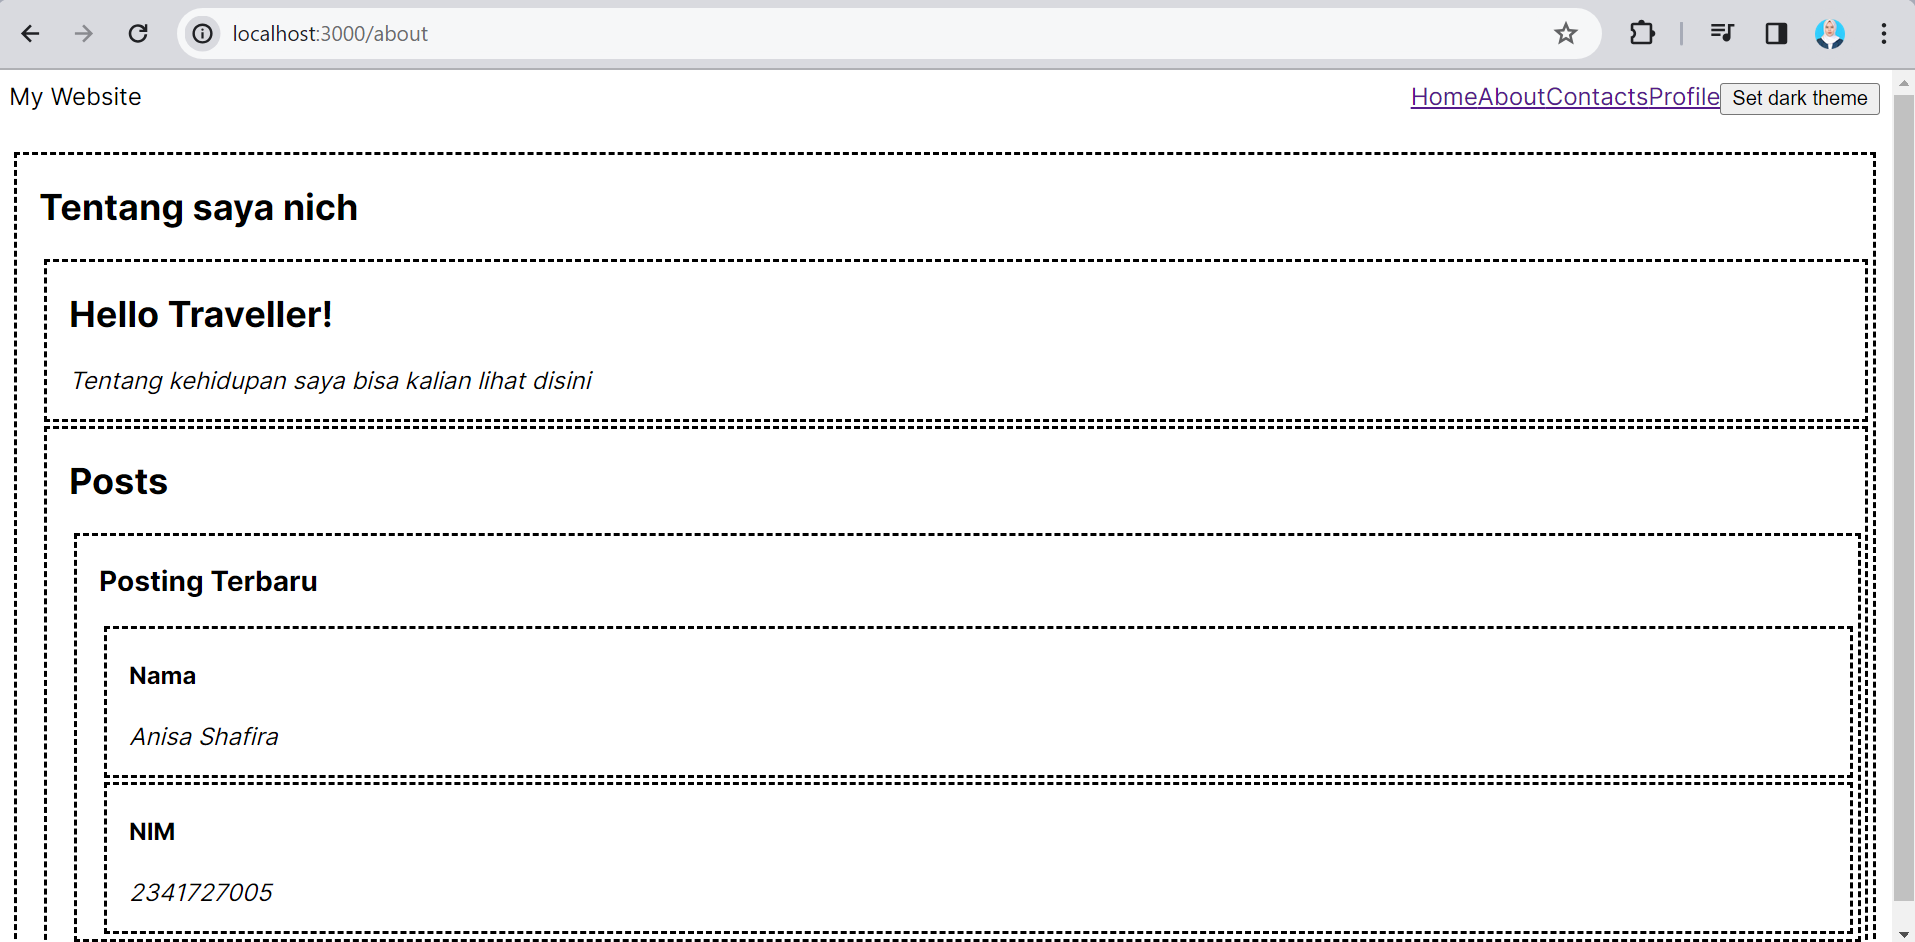 localhost:3000/about
My Website
HomeAboutContactsProfile Set dark theme
Tentang saya nich
Hello Traveller!
Tentang kehidupan saya bisa kalian lihat disini
Posts
Posting Terbaru
Nama
Anisa Shafira
NIM
2341727005